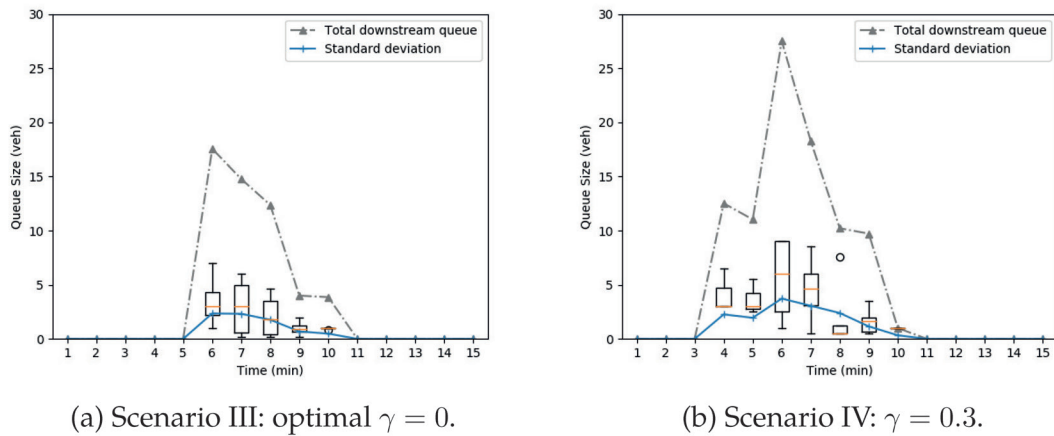 30
25
20
15
10
5
0
Queue Size (veh)
Total downstream queue
Standard deviation
1 2 3 4 5 6 7 8 9 10 11 12 13 14 15
Time (min)
(a) Scenario III: optimal γ = 0.
30
25
20
15
10
5
0
Queue Size (veh)
Total downstream queue
Standard deviation
1 2 3 4 5 6 7 8 9 10 11 12 13 14 15
Time (min)
(b) Scenario IV: γ = 0.3.